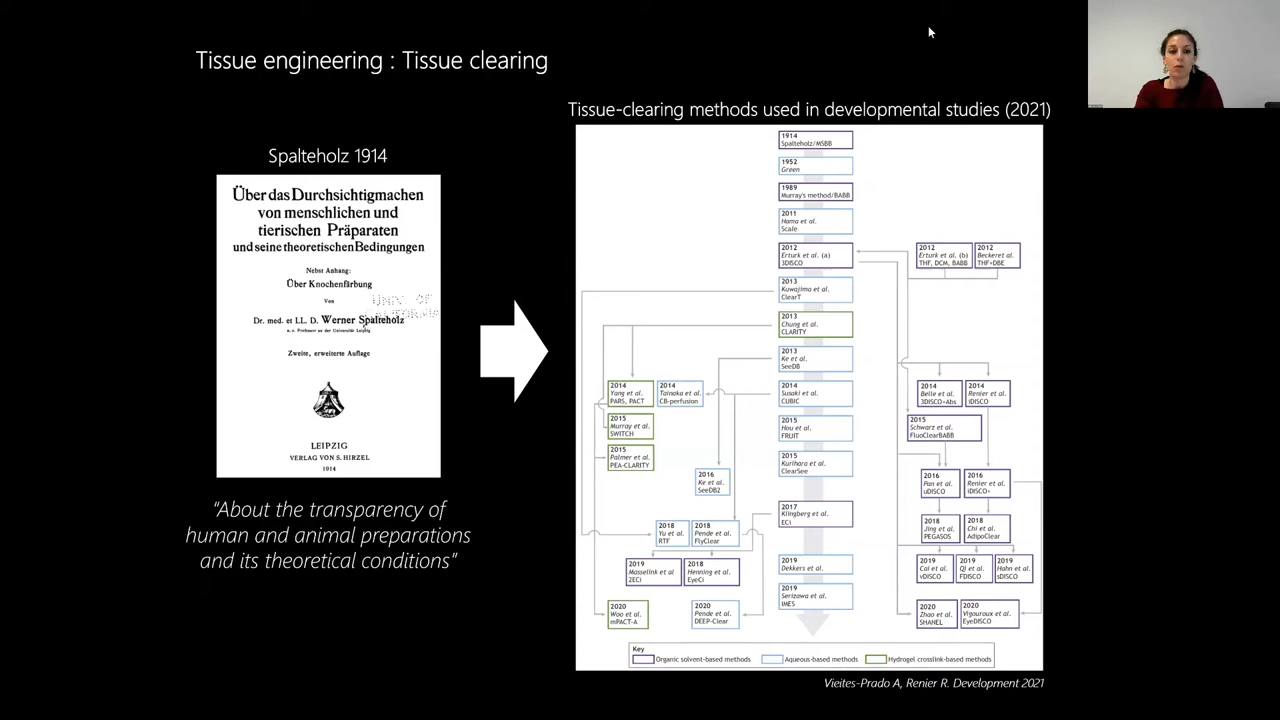 Tissue engineering : Tissue clearing
Spalteholz 1914
Über das Durchsichtigmachen
von menschlichen und
tierischen Präparaten
und seine theoretischen Bedingungen
Nebst Anhang:
Über Knochenfärbung
Von
UNIV. OF
CALIFORNIA
Dr. med. et LL. D. Werner Spalteholz
a. o. Professor an der Universität Leipzig
Zweite, erweiterte Auflage
LEIPZIG
VERLAG VON S. HIRZEL
1914
"About the transparency of
human and animal preparations
and its theoretical conditions"
Tissue-clearing methods used in developmental studies (2021)
1914
Spalteholz/MSBB
1952
Green
1989
Murray's method/BABB
2011
Hama et al.
Scale
2012
Erturk et al. (a)
3DISCO
2012
Erturk et al. (b)
THF, DCM, BABB
2012
Becker et al.
THF+DBE
2013
Kuwajima et al.
ClearT
2013
Chung et al.
CLARITY
2013
Ke et al.
SeeDB
2014
Yang et al.
PARS, PACT
2014
Tainaka et al.
CB-perfusion
2014
Susaki et al.
CUBIC
2014
Belle et al.
3DISCO+Abs
2014
Renier et al.
iDISCO
2015
Murray et al.
SWITCH
2015
Hou et al.
FRUIT
2015
Schwarz et al.
FluoClearBABB
2015
Palmer et al.
PEA-CLARITY
2015
Kurihara et al.
ClearSee
2016
Ke et al.
SeeDB2
2016
Pan et al.
uDISCO
2016
Renier et al.
iDISCO+
2017
Klingberg et al.
ECi
2018
Yu et al.
RTF
2018
Pende et al.
FlyClear
2018
Jing et al.
PEGASOS
2018
Chi et al.
AdipoClear
2019
Masselink et al
2ECi
2018
Henning et al.
EyeCi
2019
Dekkers et al.
2019
Cai et al.
vDISCO
2019
Qi et al.
FDISCO
2019
Hahn et al.
sDISCO
2019
Serizawa et al.
IMES
2020
Woo et al.
mPACT-A
2020
Pende et al.
DEEP-Clear
2020
Zhao et al.
SHANEL
2020
Vigouroux et al.
EyeDISCO
Key
Organic solvent-based methods
Aqueous-based methods
Hydrogel crosslink-based methods
Vieites-Prado A, Renier R. Development 2021